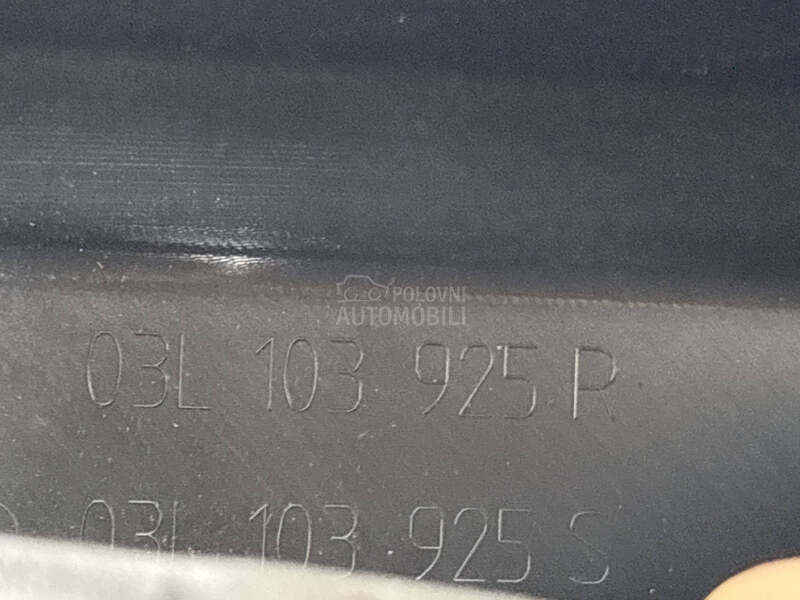 POLOVNI
AUTOMOBILI
03L 103 925 P
03L 103 925 S